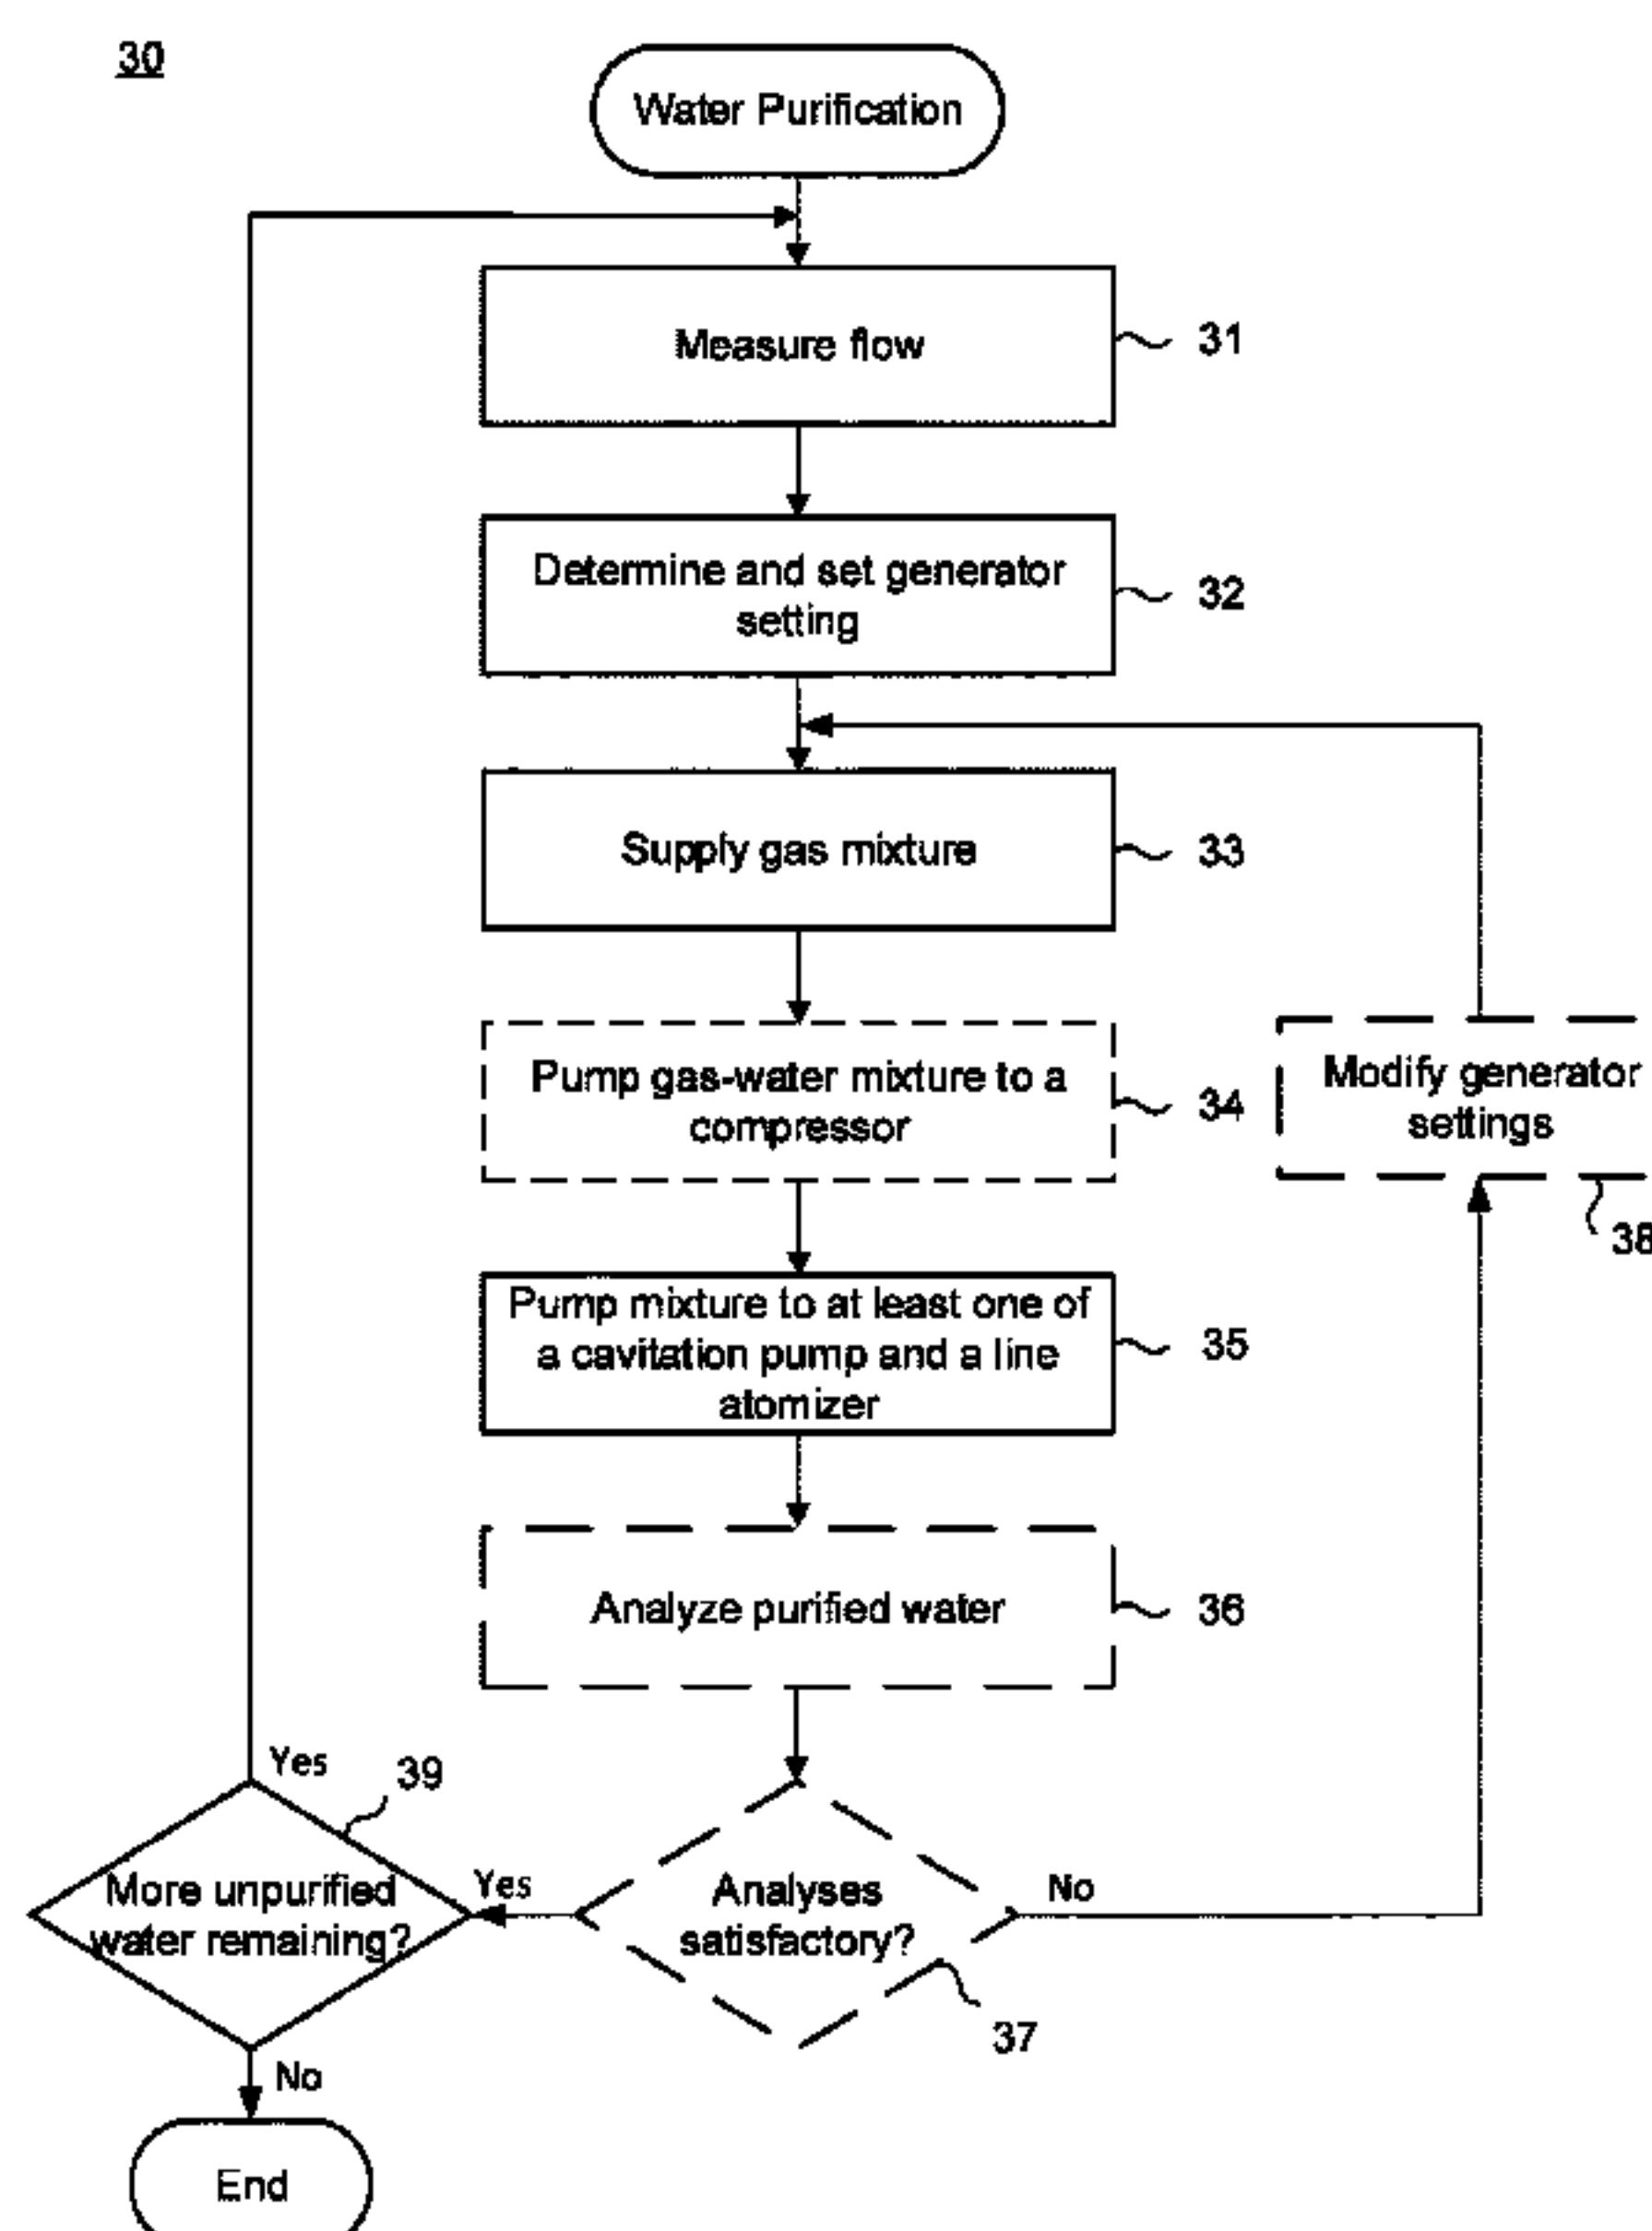 30
Water Purification
Measure flow
31
Determine and set generator
setting
32
Supply gas mixture
33
Pump gas-water mixture to a
compressor
34
Modify generator
settings
38
Pump mixture to at least one of
a cavitation pump and a line
atomizer
35
Analyze purified water
36
Yes
39
More unpurified
water remaining?
Yes
Analyses
satisfactory?
No
37
No
End